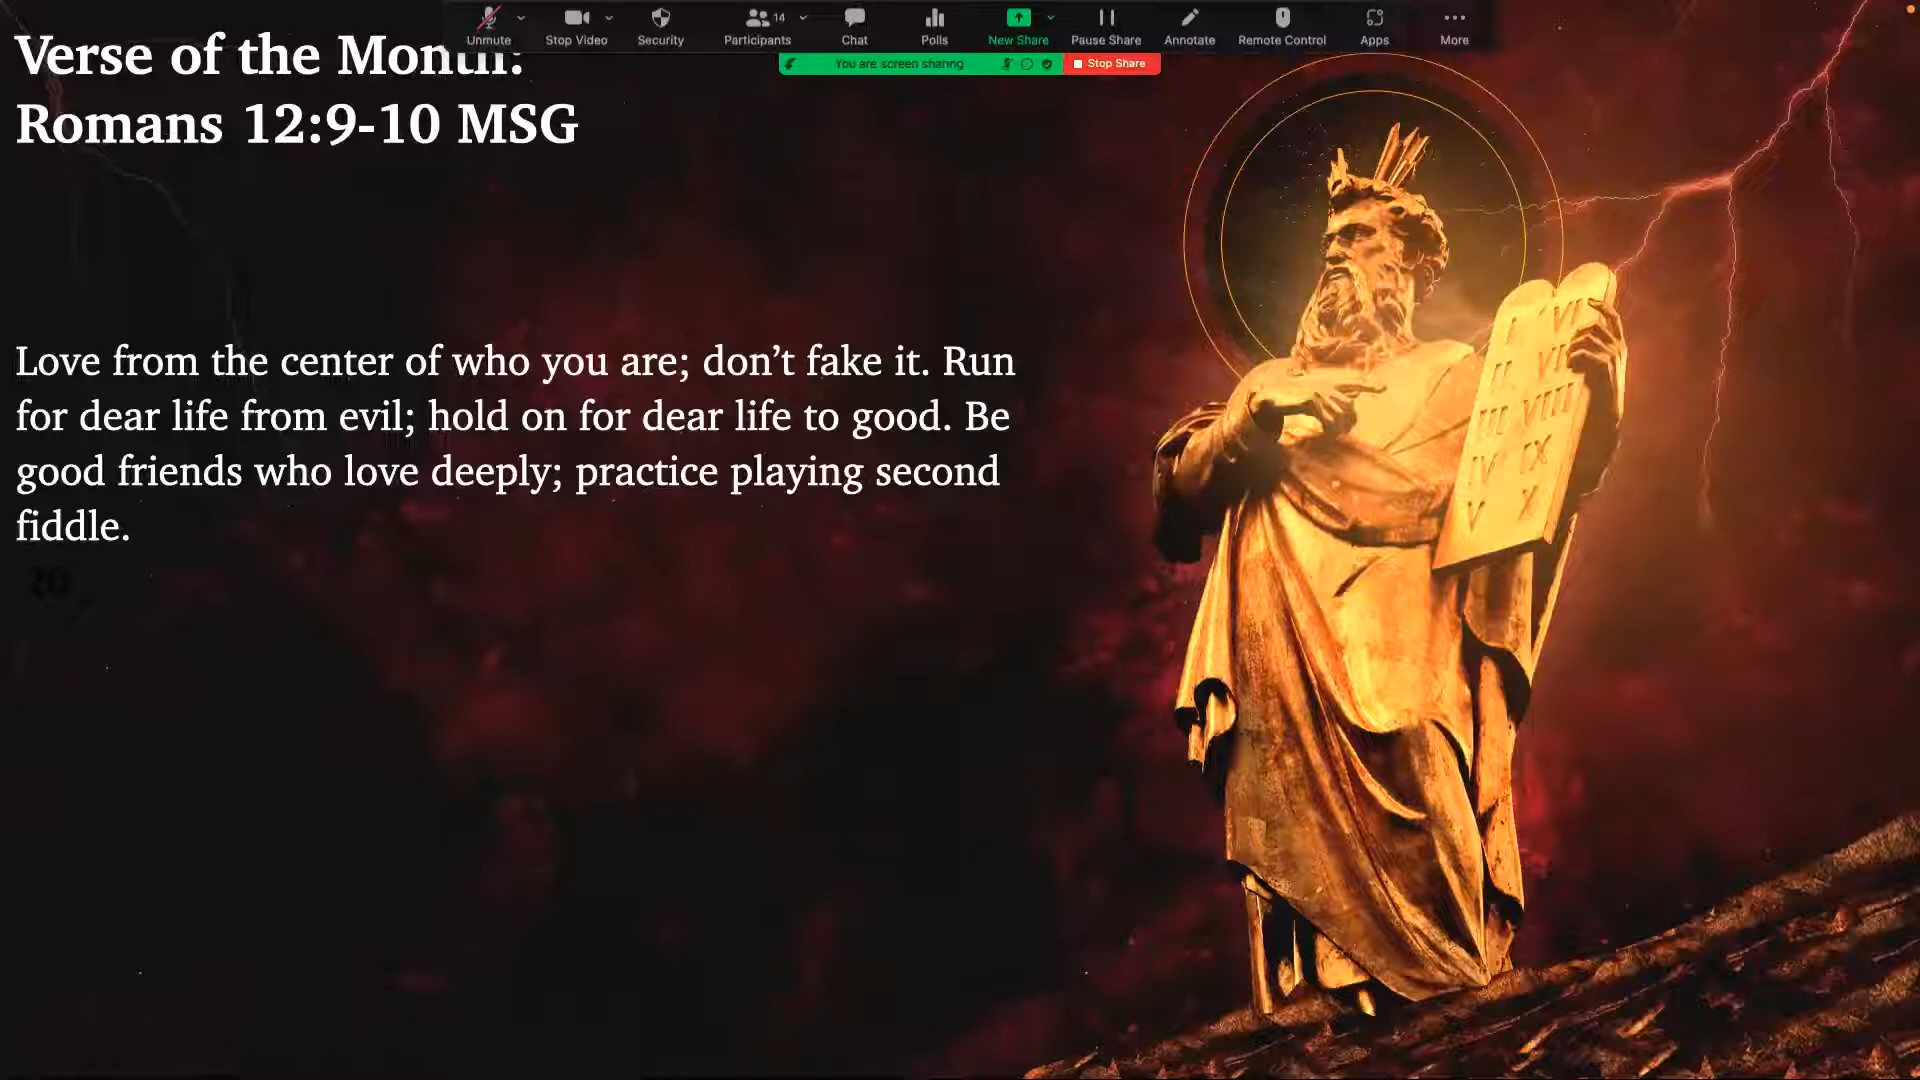 Unmute
Stop Video
Security
14
Participants
Chat
Polls
New Share
Pause Share
Annotate
Remote Control
Apps
More
You are screen sharing
Stop Share
Verse of the Month:
Romans 12:9-10 MSG
Love from the center of who you are; don’t fake it. Run
for dear life from evil; hold on for dear life to good. Be
good friends who love deeply; practice playing second
fiddle.
I VI
II VII
III VIII
IV IX
V X